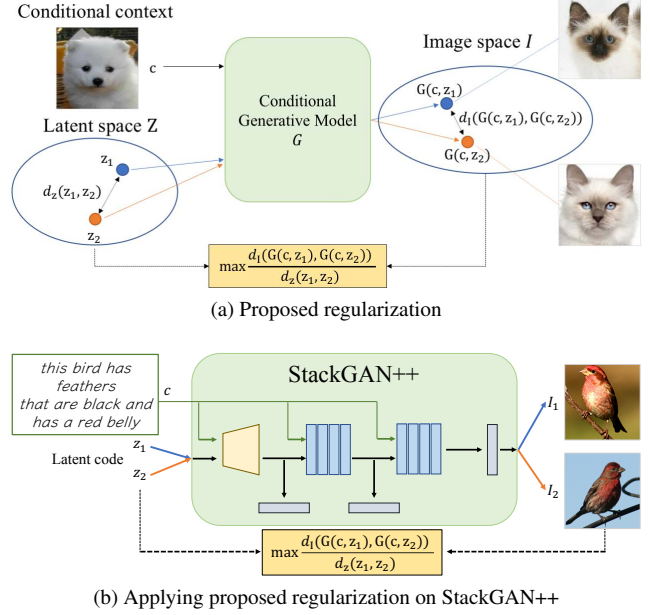 Conditional context
c
Latent space Z
z₁
d_z(z₁, z₂)
z₂
Conditional
Generative Model
G
Image space I
G(c, z₁)
d_I(G(c, z₁), G(c, z₂))
G(c, z₂)
max d_I(G(c, z₁), G(c, z₂)) / d_z(z₁, z₂)
(a) Proposed regularization
this bird has
feathers
that are black and
has a red belly
c
StackGAN++
Latent code
z₁
z₂
I₁
I₂
max d_I(G(c, z₁), G(c, z₂)) / d_z(z₁, z₂)
(b) Applying proposed regularization on StackGAN++